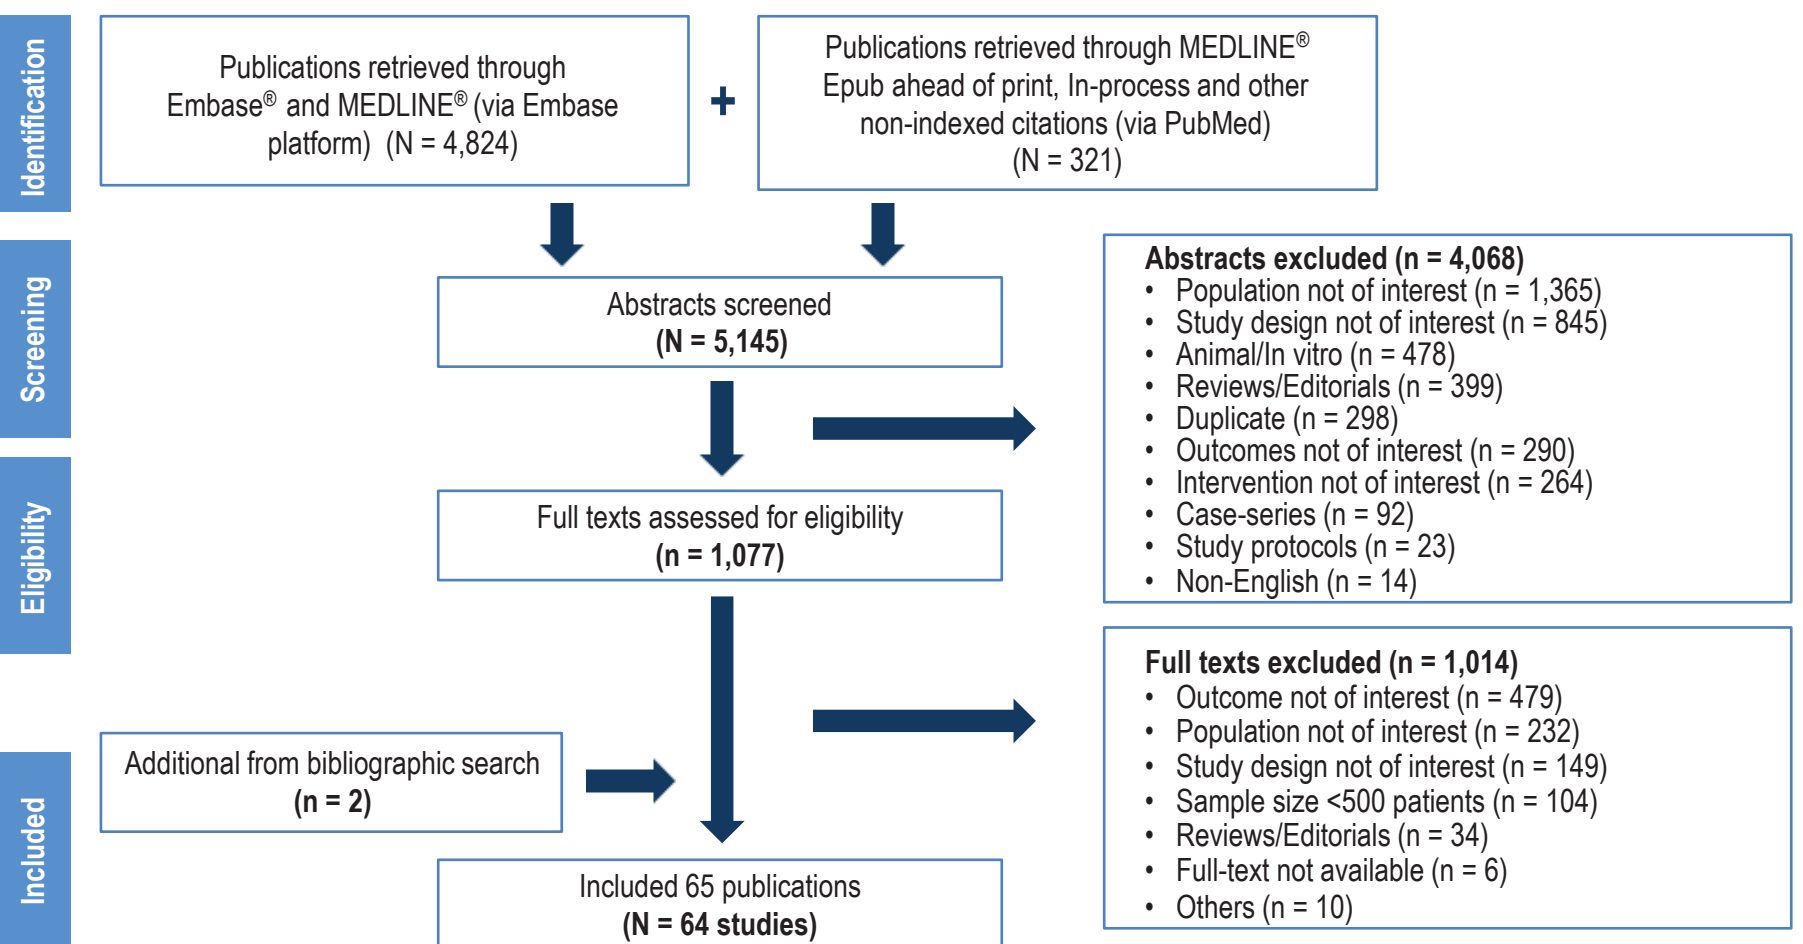 Identification
Publications retrieved through
Embase® and MEDLINE® (via Embase
platform) (N = 4,824)
+
Publications retrieved through MEDLINE®
Epub ahead of print, In-process and other
non-indexed citations (via PubMed)
(N = 321)
Screening
Abstracts screened
(N = 5,145)
Abstracts excluded (n = 4,068)
• Population not of interest (n = 1,365)
• Study design not of interest (n = 845)
• Animal/In vitro (n = 478)
• Reviews/Editorials (n = 399)
• Duplicate (n = 298)
• Outcomes not of interest (n = 290)
• Intervention not of interest (n = 264)
• Case-series (n = 92)
• Study protocols (n = 23)
• Non-English (n = 14)
Eligibility
Full texts assessed for eligibility
(n = 1,077)
Full texts excluded (n = 1,014)
• Outcome not of interest (n = 479)
• Population not of interest (n = 232)
• Study design not of interest (n = 149)
• Sample size <500 patients (n = 104)
• Reviews/Editorials (n = 34)
• Full-text not available (n = 6)
• Others (n = 10)
Additional from bibliographic search
(n = 2)
Included
Included 65 publications
(N = 64 studies)